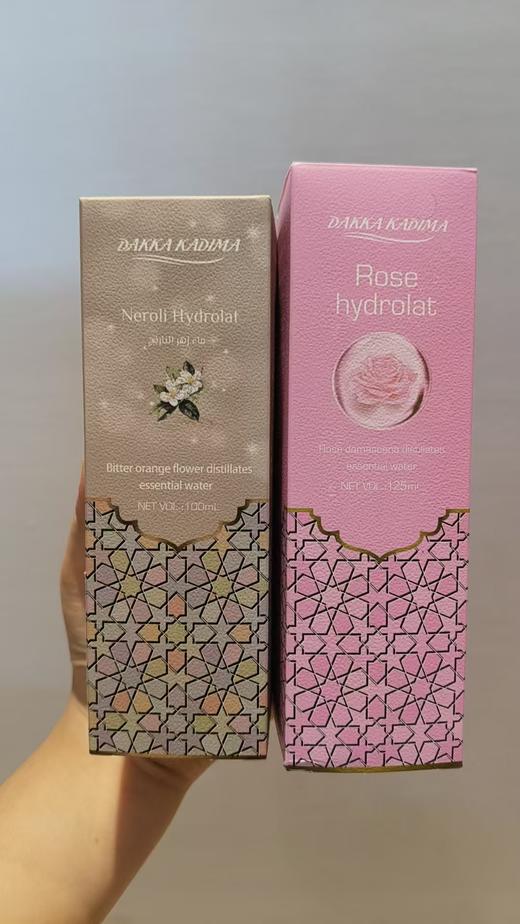 DAKKA KADIMA
Neroli Hydrolat
ماء زهر النارنج
Bitter orange flower distillates
essential water
NET VOL.:100mL
DAKKA KADIMA
Rose
hydrolat
Rose damascena distillates
essential water
NET VOL.:125mL